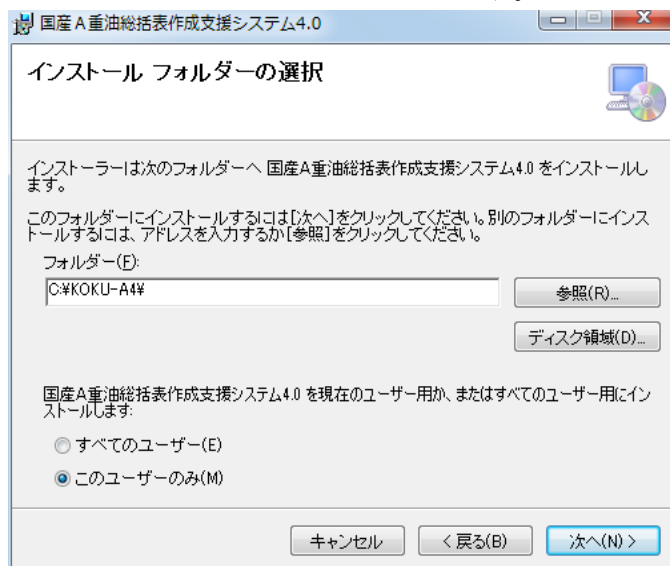 国産A重油総括表作成支援システム4.0
インストール フォルダーの選択
インストーラーは次のフォルダーへ 国産A重油総括表作成支援システム4.0 をインストールし
ます。
このフォルダーにインストールするには[次へ]をクリックしてください。別のフォルダーにインス
トールするには、アドレスを入力するか[参照]をクリックしてください。
フォルダー(F):
C:¥KOKU-A4¥
参照(R)...
ディスク領域(D)...
国産A重油総括表作成支援システム4.0 を現在のユーザー用か、またはすべてのユーザー用にイン
ストールします:
すべてのユーザー(E)
このユーザーのみ(M)
キャンセル
< 戻る(B)
次へ(N) >